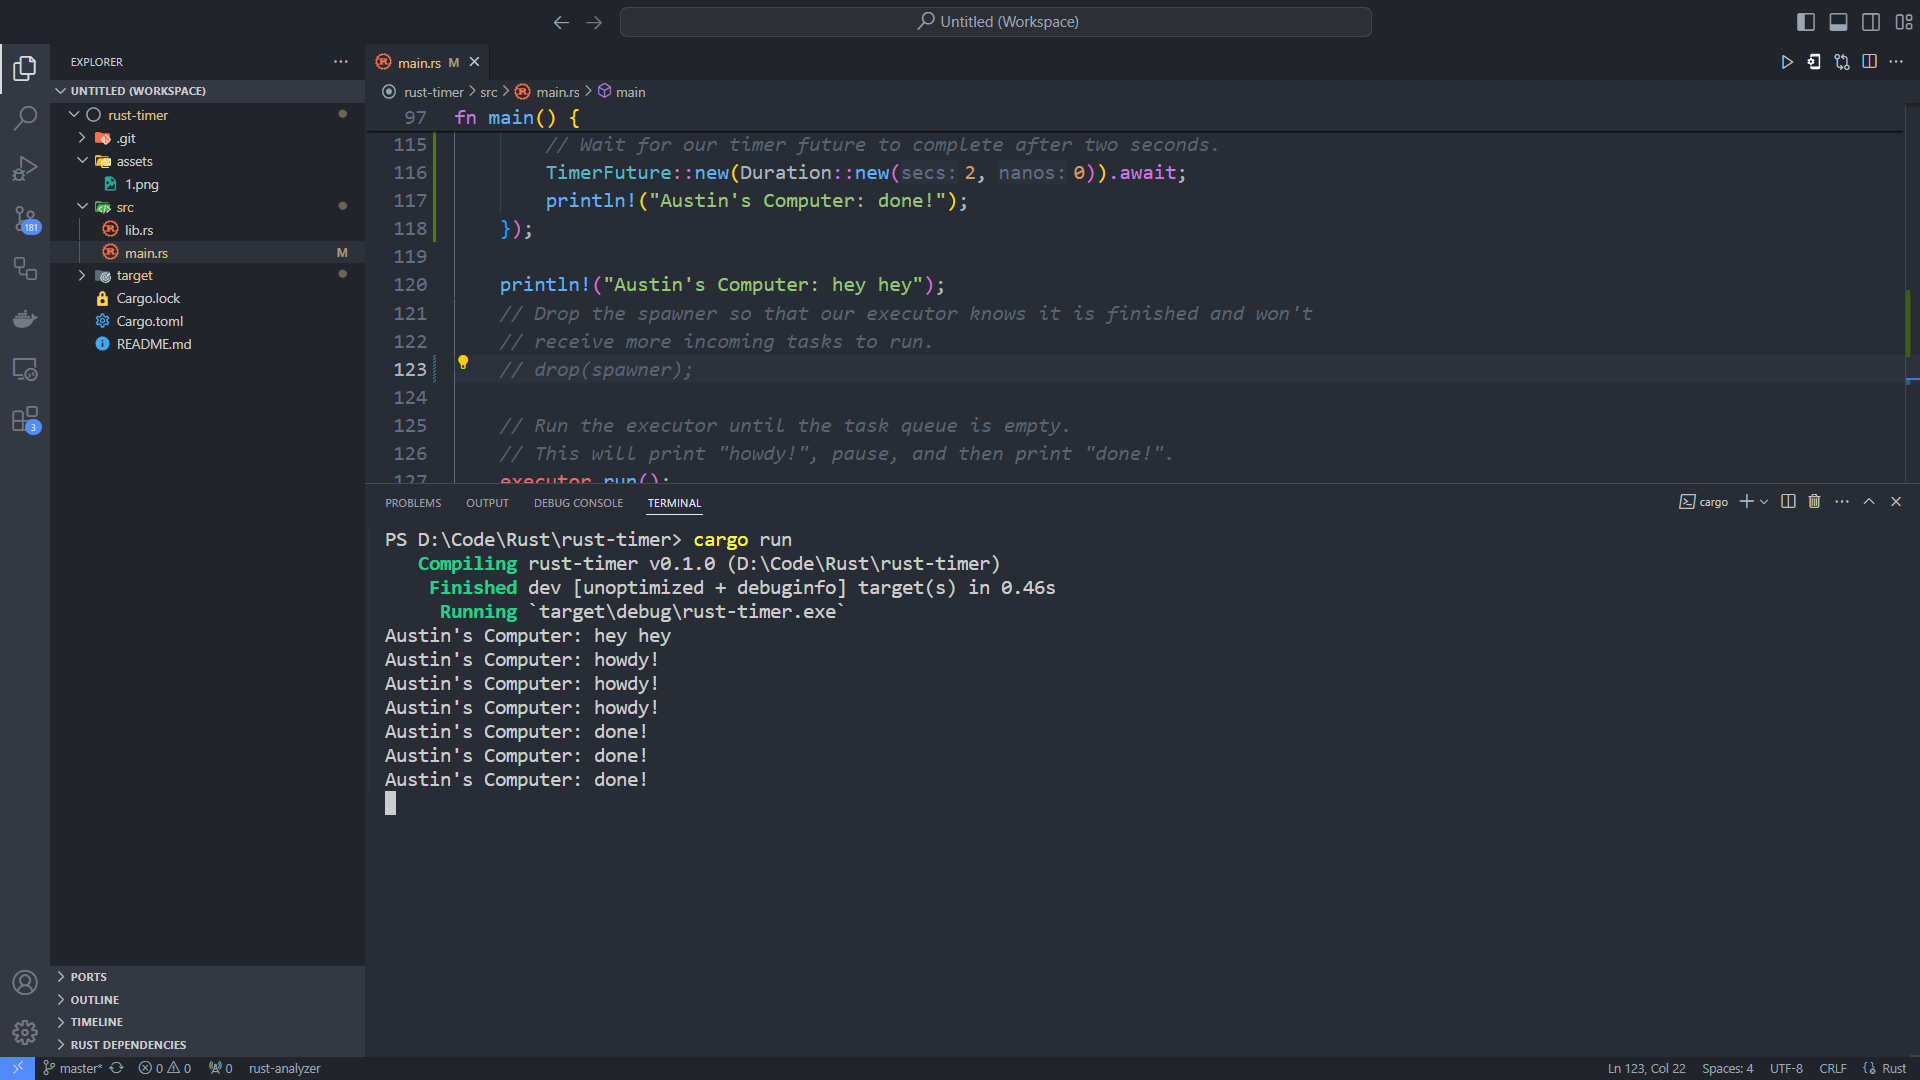 Untitled (Workspace)
EXPLORER
UNTITLED (WORKSPACE)
rust-timer
.git
assets
1.png
src
lib.rs
main.rs M
target
Cargo.lock
Cargo.toml
README.md
181
3
PORTS
OUTLINE
TIMELINE
RUST DEPENDENCIES
main.rs M
rust-timer > src > main.rs > main
97 fn main() {
115 // Wait for our timer future to complete after two seconds.
116 TimerFuture::new(Duration::new(secs: 2, nanos: 0)).await;
117 println!("Austin's Computer: done!");
118 });
119
120 println!("Austin's Computer: hey hey");
121 // Drop the spawner so that our executor knows it is finished and won't
122 // receive more incoming tasks to run.
123 // drop(spawner);
124
125 // Run the executor until the task queue is empty.
126 // This will print "howdy!", pause, and then print "done!".
127 executor.run();
PROBLEMS OUTPUT DEBUG CONSOLE TERMINAL
cargo
PS D:\Code\Rust\rust-timer> cargo run
Compiling rust-timer v0.1.0 (D:\Code\Rust\rust-timer)
Finished dev [unoptimized + debuginfo] target(s) in 0.46s
Running `target\debug\rust-timer.exe`
Austin's Computer: hey hey
Austin's Computer: howdy!
Austin's Computer: howdy!
Austin's Computer: howdy!
Austin's Computer: done!
Austin's Computer: done!
Austin's Computer: done!
master* 0 0 0 rust-analyzer
Ln 123, Col 22 Spaces: 4 UTF-8 CRLF Rust